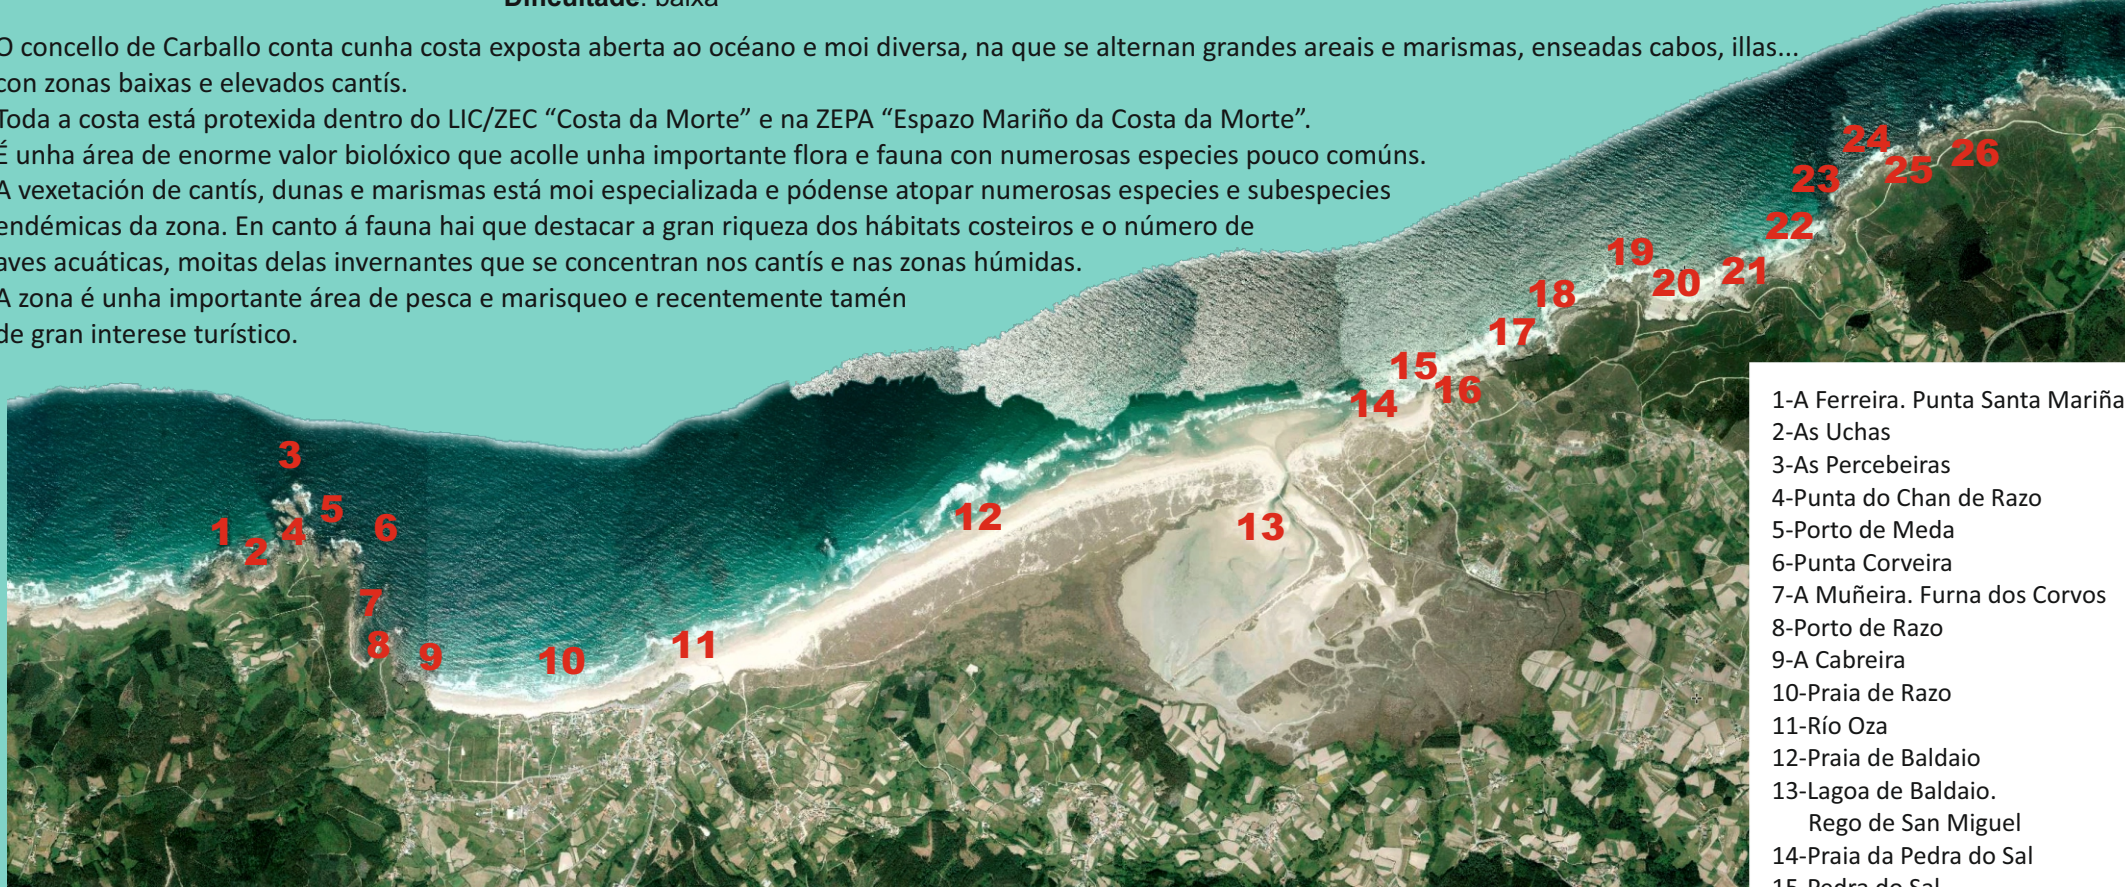 Dificultade: baixa
O concello de Carballo conta cunha costa exposta aberta ao océano e moi diversa, na que se alternan grandes areais e marismas, enseadas cabos, illas...
con zonas baixas e elevados cantís.
Toda a costa está protexida dentro do LIC/ZEC “Costa da Morte” e na ZEPA “Espazo Mariño da Costa da Morte”.
É unha área de enorme valor biolóxico que acolle unha importante flora e fauna con numerosas especies pouco comúns.
A vexetación de cantís, dunas e marismas está moi especializada e pódense atopar numerosas especies e subespecies
endémicas da zona. En canto á fauna hai que destacar a gran riqueza dos hábitats costeiros e o número de
aves acuáticas, moitas delas invernantes que se concentran nos cantís e nas zonas húmidas.
A zona é unha importante área de pesca e marisqueo e recentemente tamén
de gran interese turístico.
1
2
3
4
5
6
7
8
9
10
11
12
13
14
15
16
17
18
19
20
21
22
23
24
25
26
1-A Ferreira. Punta Santa Mariña
2-As Uchas
3-As Percebeiras
4-Punta do Chan de Razo
5-Porto de Meda
6-Punta Corveira
7-A Muñeira. Furna dos Corvos
8-Porto de Razo
9-A Cabreira
10-Praia de Razo
11-Río Oza
12-Praia de Baldaio
13-Lagoa de Baldaio.
Rego de San Miguel
14-Praia da Pedra do Sal
15-Pedra do Sal